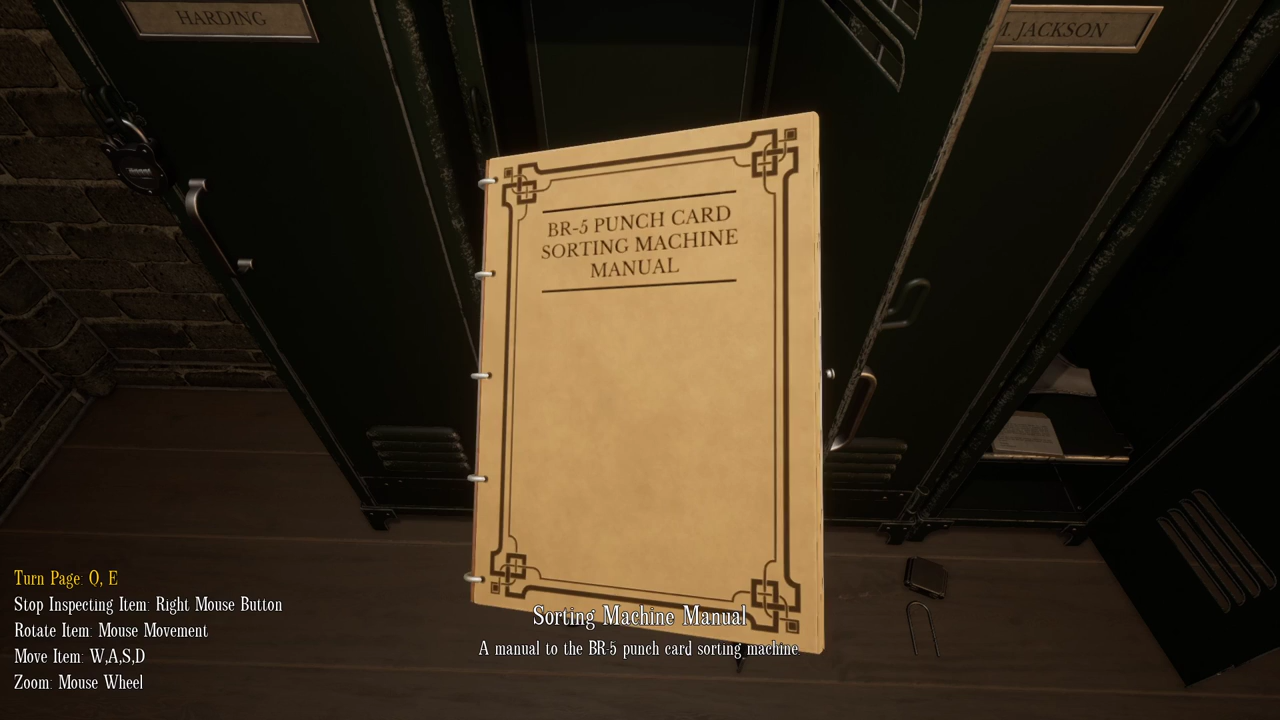 HARDING
M. JACKSON
BR-5 PUNCH CARD
SORTING MACHINE
MANUAL
Turn Page: Q, E
Stop Inspecting Item: Right Mouse Button
Rotate Item: Mouse Movement
Move Item: W,A,S,D
Zoom: Mouse Wheel
Sorting Machine Manual
A manual to the BR-5 punch card sorting machine.